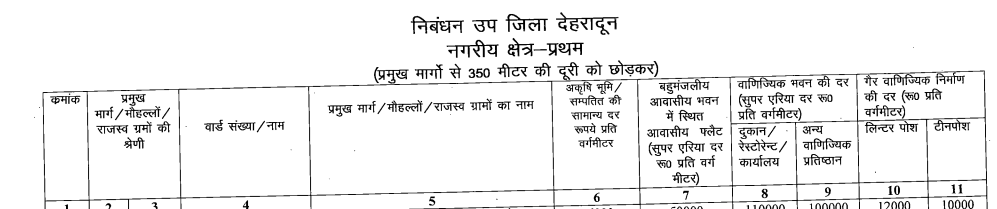 निबंधन उप जिला देहरादून
नगरीय क्षेत्र–प्रथम
(प्रमुख मार्गो से 350 मीटर की दूरी को छोड़कर)
कमांक
प्रमुख
मार्ग/मौहल्लों/
राजस्व ग्रमों की
श्रेणी
वार्ड संख्या/नाम
प्रमुख मार्ग/मौहल्लों/राजस्व ग्रामों का नाम
अकृषि भूमि/
सम्पतित की
सामान्य दर
रूपये प्रति
वर्गमीटर
बहुमंजलीय
आवासीय भवन
में स्थित
आवासीय फ्लैट
(सुपर एरिया दर
रू0 प्रति वर्ग
मीटर)
वाणिज्यिक भवन की दर
(सुपर एरिया दर रू0
प्रति वर्गमीटर)
दुकान/
रेस्टोरेन्ट/
कार्यालय
अन्य
वाणिज्यिक
प्रतिष्ठान
गैर वाणिज्यिक निर्माण
की दर (रू0 प्रति
वर्गमीटर)
लिन्टर पोश
टीनपोश
1 2 3 4 5 6 7 8 9 10 11
110000 100000 12000 10000